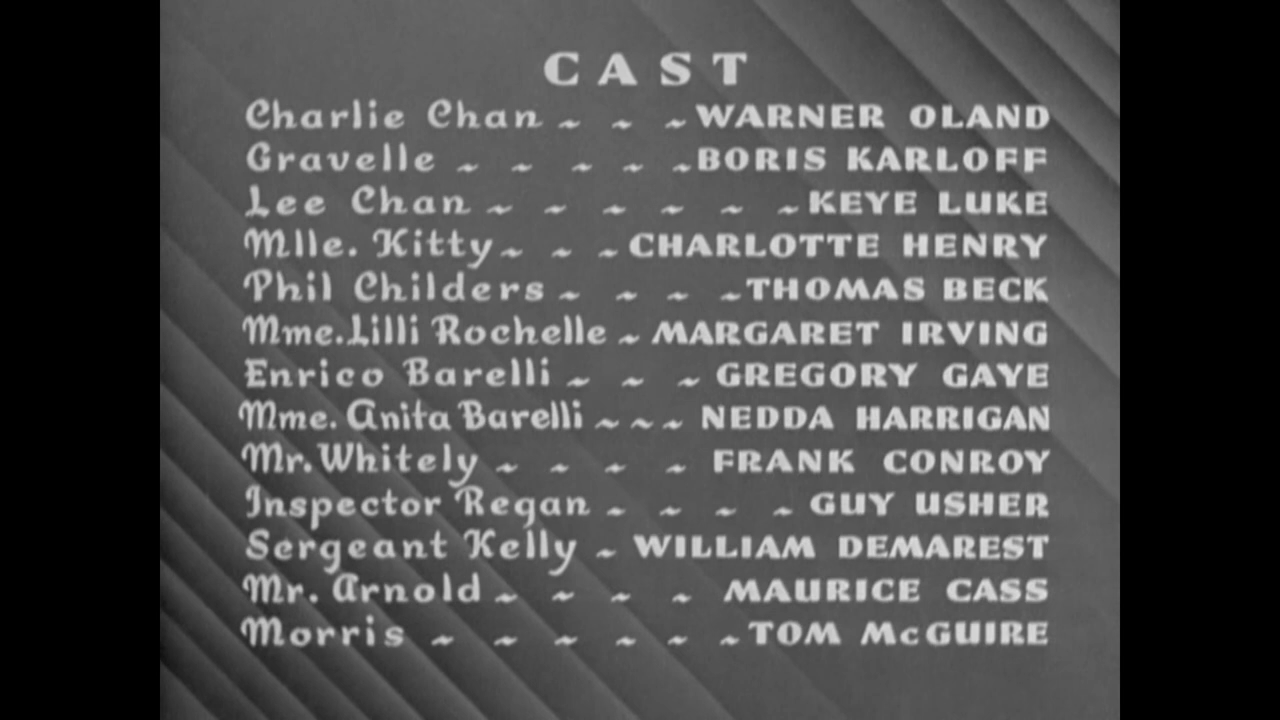 CAST
Charlie Chan ~ ~ ~ WARNER OLAND
Gravelle ~ ~ ~ ~ ~ BORIS KARLOFF
Lee Chan ~ ~ ~ ~ ~ ~ KEYE LUKE
Mlle. Kitty ~ ~ ~ CHARLOTTE HENRY
Phil Childers ~ ~ ~ ~ THOMAS BECK
Mme. Lilli Rochelle ~ MARGARET IRVING
Enrico Barelli ~ ~ ~ GREGORY GAYE
Mme. Anita Barelli ~ ~ ~ NEDDA HARRIGAN
Mr. Whitely ~ ~ ~ ~ FRANK CONROY
Inspector Regan ~ ~ ~ ~ GUY USHER
Sergeant Kelly ~ WILLIAM DEMAREST
Mr. Arnold ~ ~ ~ ~ MAURICE CASS
Morris ~ ~ ~ ~ ~ ~ TOM McGUIRE